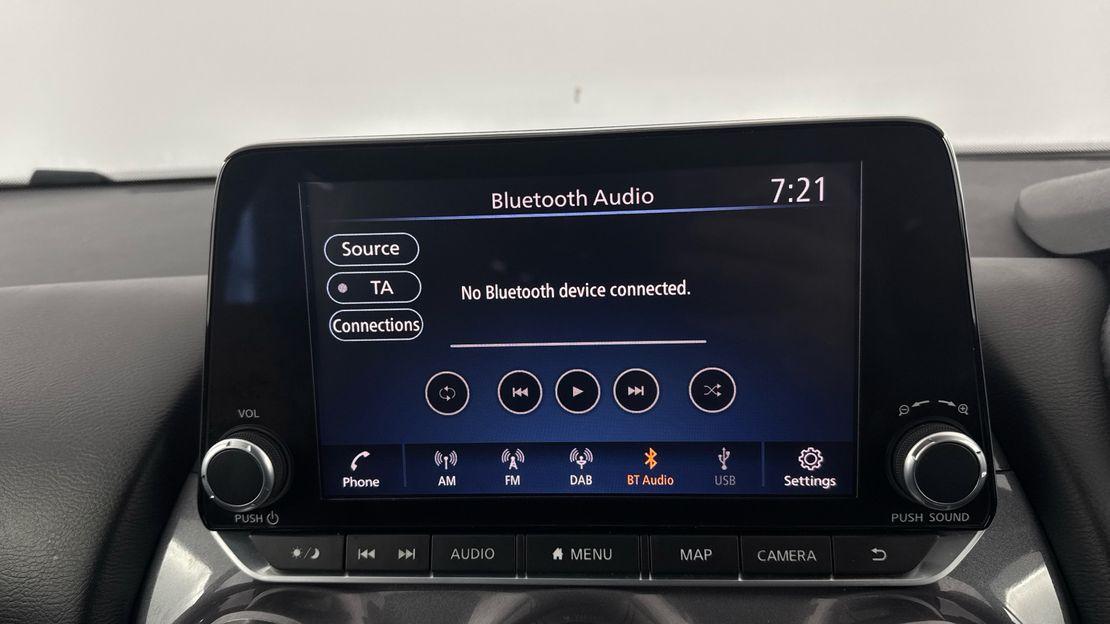 Bluetooth Audio
7:21
Source
TA
No Bluetooth device connected.
Connections
VOL
PUSH
Phone
AM
FM
DAB
BT Audio
USB
Settings
PUSH SOUND
AUDIO
MENU
MAP
CAMERA